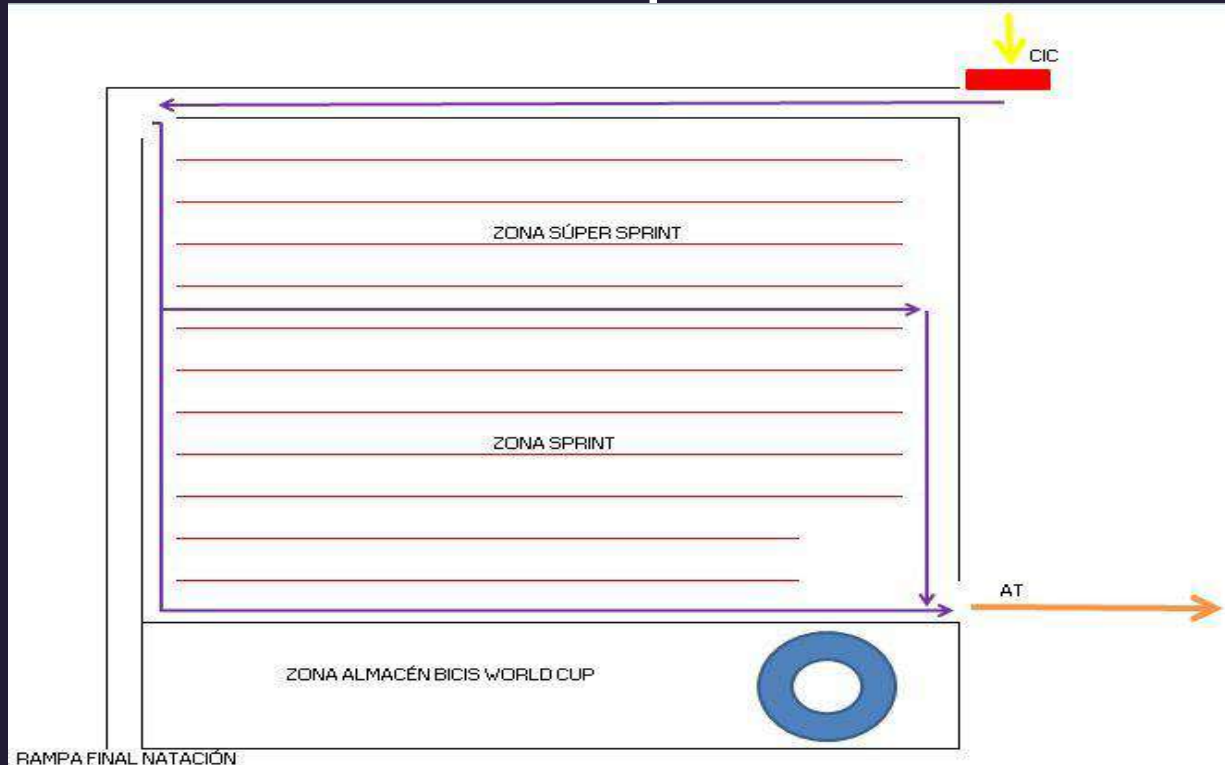 CIC
ZONA SÚPER SPRINT
ZONA SPRINT
AT
ZONA ALMACÉN BICIS WORLD CUP
RAMPA FINAL NATACIÓN